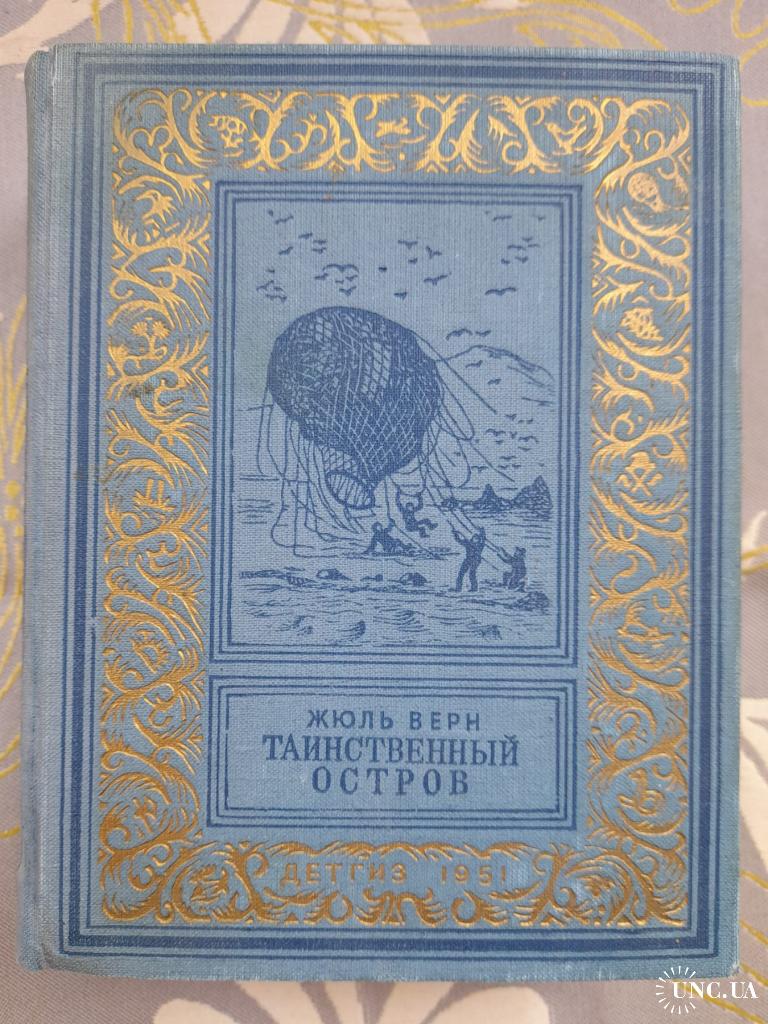 ЖЮЛЬ ВЕРН
ТАИНСТВЕННЫЙ
ОСТРОВ
ДЕТГИЗ 1951
UNC.UA